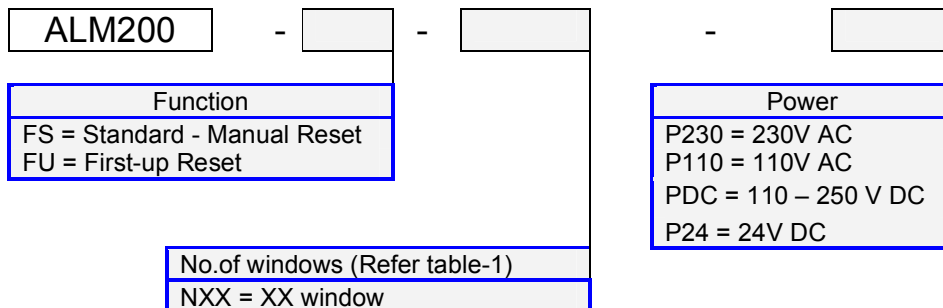 ALM200 - - -
Function
FS = Standard - Manual Reset
FU = First-up Reset
Power
P230 = 230V AC
P110 = 110V AC
PDC = 110 – 250 V DC
P24 = 24V DC
No.of windows (Refer table-1)
NXX = XX window